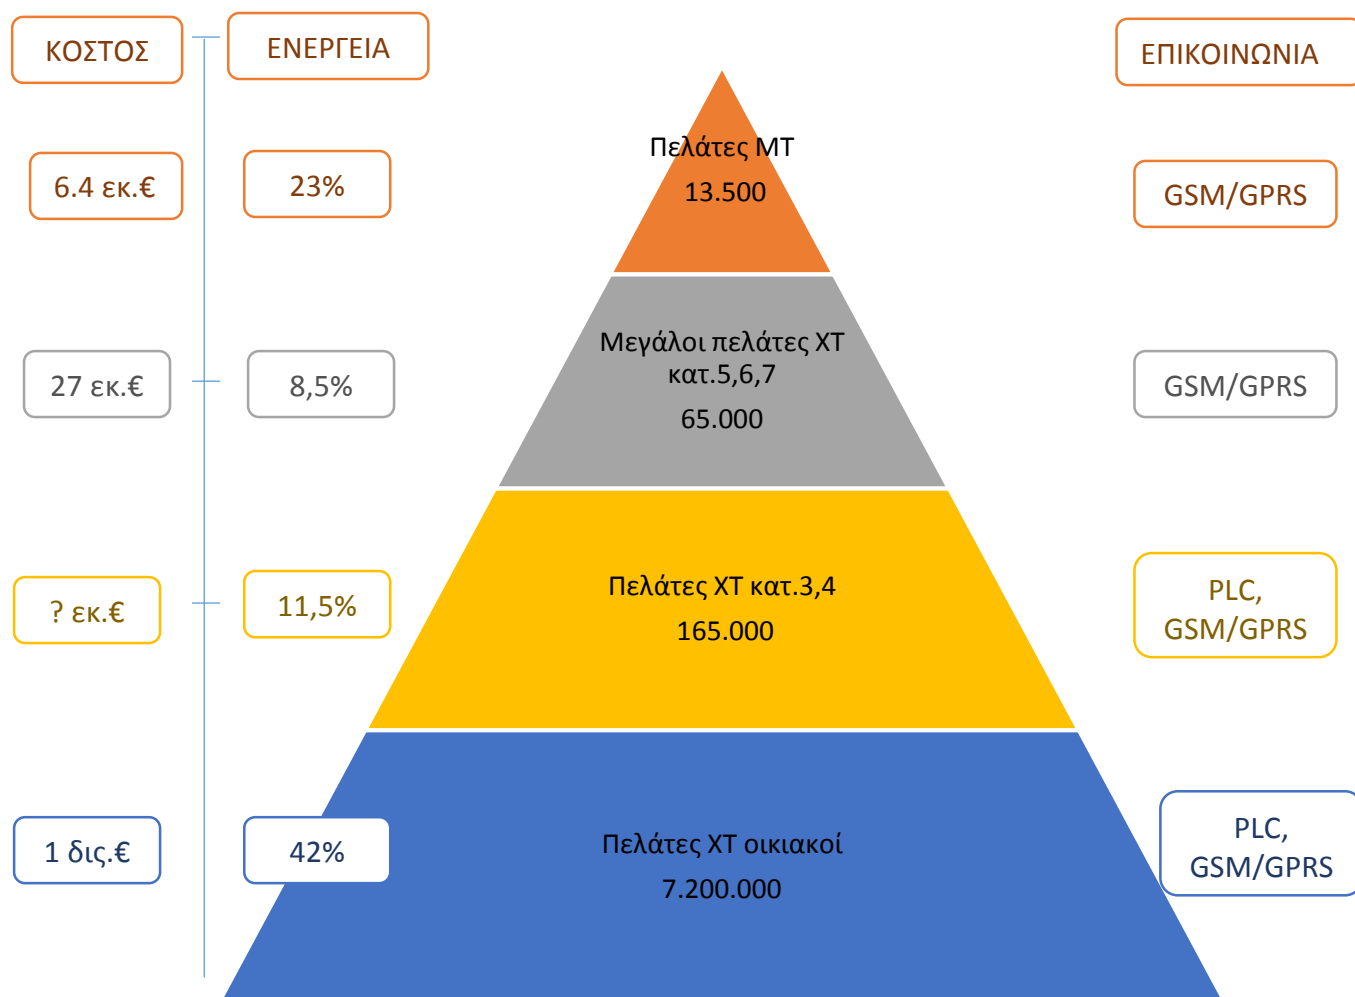 ΚΟΣΤΟΣ
ΕΝΕΡΓΕΙΑ
ΕΠΙΚΟΙΝΩΝΙΑ
6.4 εκ.€
23%
Πελάτες ΜΤ
13.500
GSM/GPRS
27 εκ.€
8,5%
Μεγάλοι πελάτες ΧΤ
κατ.5,6,7
65.000
GSM/GPRS
? εκ.€
11,5%
Πελάτες ΧΤ κατ.3,4
165.000
PLC,
GSM/GPRS
1 δις.€
42%
Πελάτες ΧΤ οικιακοί
7.200.000
PLC,
GSM/GPRS